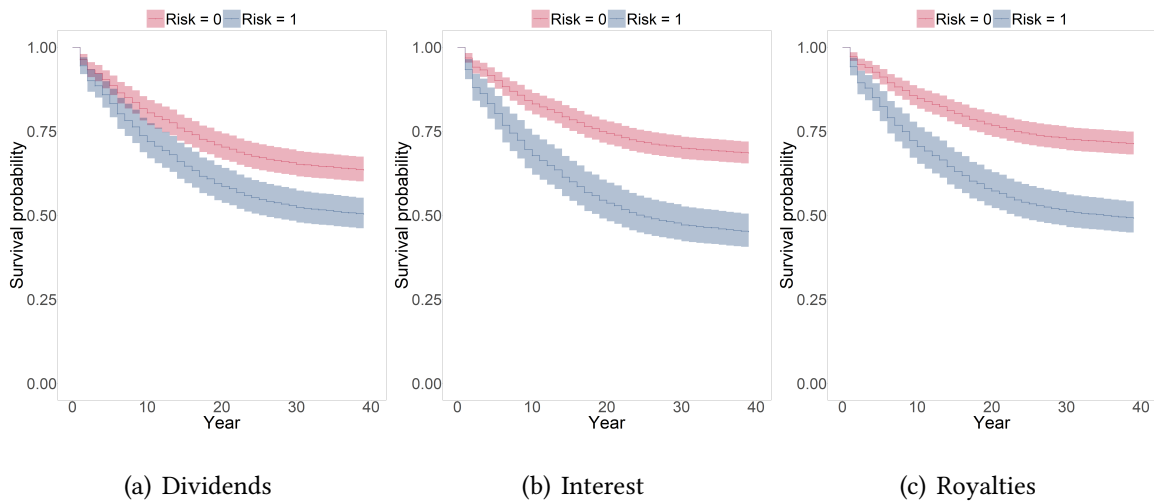 Risk = 0 Risk = 1
1.00
0.75
0.50
0.25
0.00
Survival probability
0 10 20 30 40
Year
(a) Dividends
Risk = 0 Risk = 1
1.00
0.75
0.50
0.25
0.00
Survival probability
0 10 20 30 40
Year
(b) Interest
Risk = 0 Risk = 1
1.00
0.75
0.50
0.25
0.00
Survival probability
0 10 20 30 40
Year
(c) Royalties